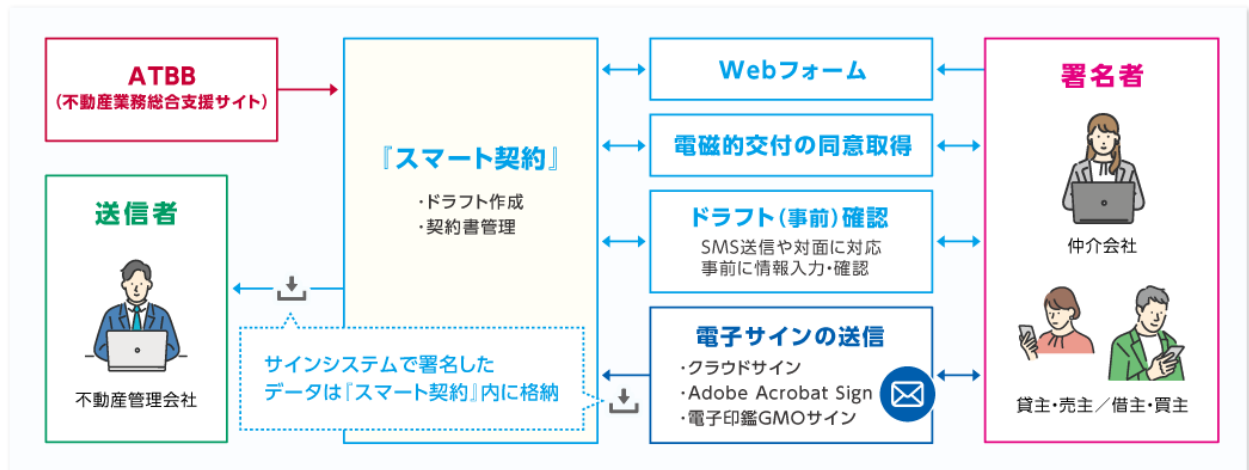 ATBB
(不動産業務総合支援サイト)
送信者
不動産管理会社
『スマート契約』
・ドラフト作成
・契約書管理
サインシステムで署名した
データは『スマート契約』内に格納
Webフォーム
電磁的交付の同意取得
ドラフト(事前)確認
SMS送信や対面に対応
事前に情報入力・確認
電子サインの送信
・クラウドサイン
・Adobe Acrobat Sign
・電子印鑑GMOサイン
署名者
仲介会社
貸主・売主/借主・買主